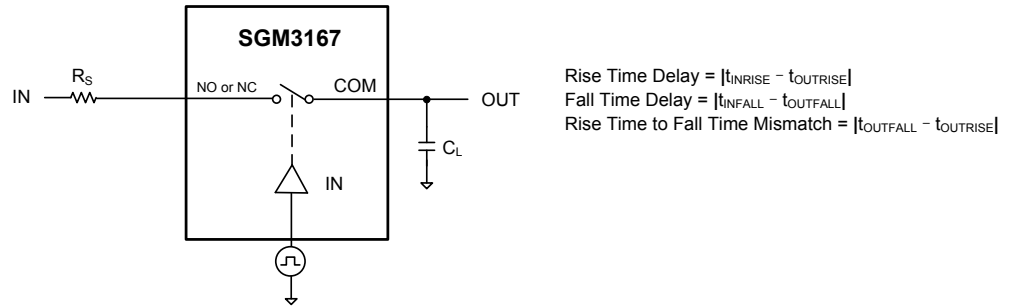 SGM3167
IN
R_S
NO or NC
COM
OUT
C_L
IN
Rise Time Delay = |t_INRISE − t_OUTRISE|
Fall Time Delay = |t_INFALL − t_OUTFALL|
Rise Time to Fall Time Mismatch = |t_OUTFALL − t_OUTRISE|